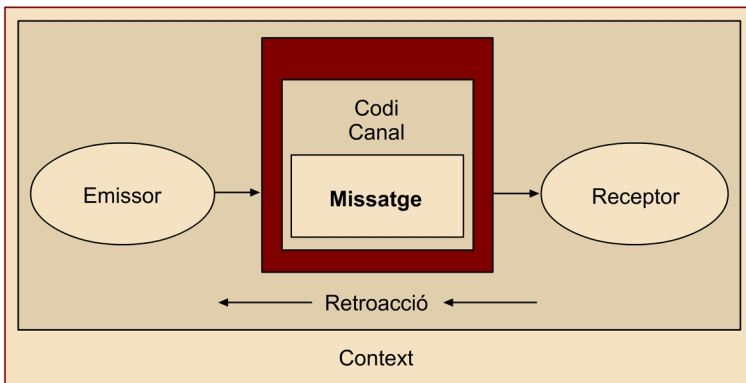 Codi
Canal
Emissor
Missatge
Receptor
Retroacció
Context